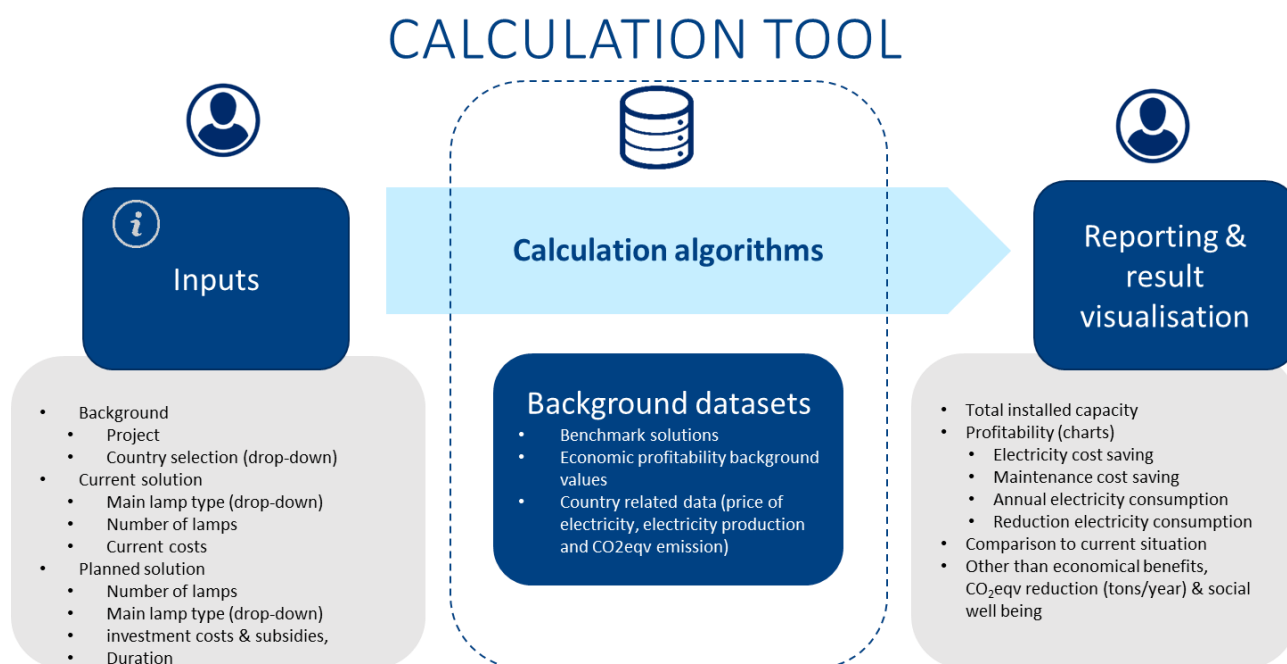 CALCULATION TOOL
i
Inputs
• Background
• Project
• Country selection (drop-down)
• Current solution
• Main lamp type (drop-down)
• Number of lamps
• Current costs
• Planned solution
• Number of lamps
• Main lamp type (drop-down)
• investment costs & subsidies,
• Duration
Calculation algorithms
Background datasets
• Benchmark solutions
• Economic profitability background
values
• Country related data (price of
electricity, electricity production
and CO2eqv emission)
Reporting &
result
visualisation
• Total installed capacity
• Profitability (charts)
• Electricity cost saving
• Maintenance cost saving
• Annual electricity consumption
• Reduction electricity consumption
• Comparison to current situation
• Other than economical benefits,
CO₂eqv reduction (tons/year) & social
well being